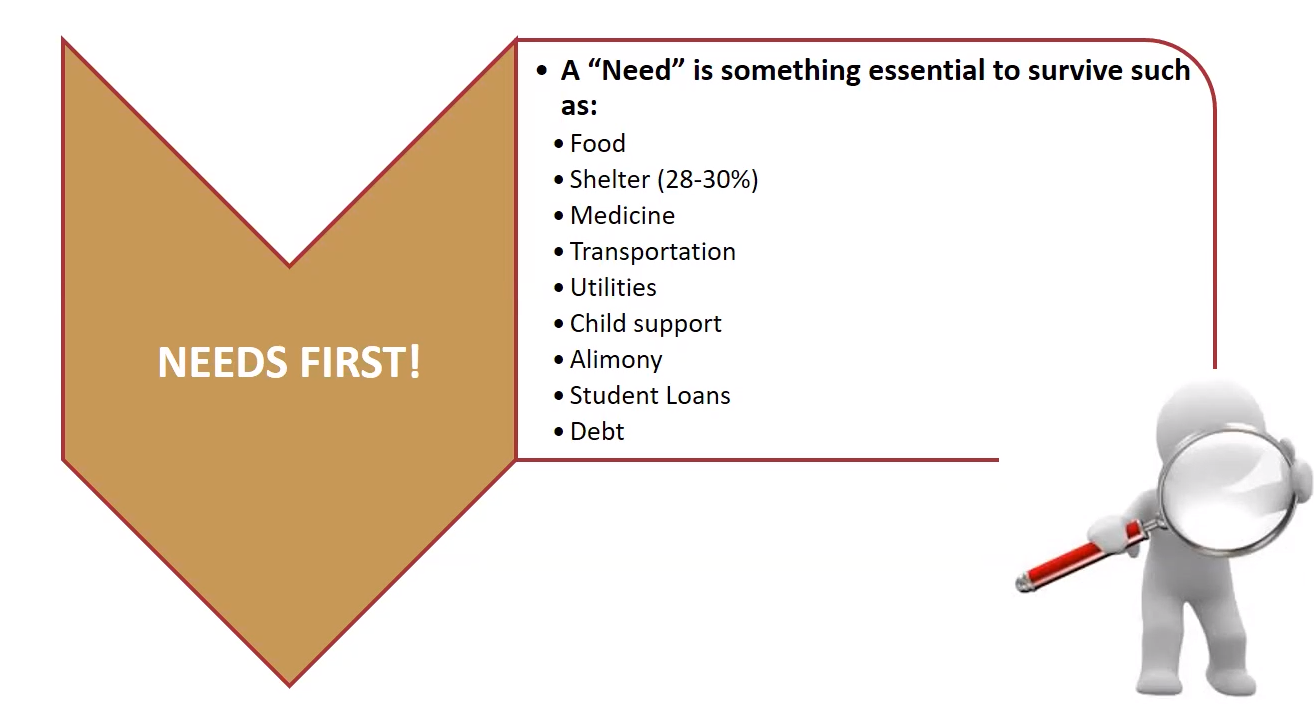 NEEDS FIRST!
• A “Need” is something essential to survive such
as:
• Food
• Shelter (28-30%)
• Medicine
• Transportation
• Utilities
• Child support
• Alimony
• Student Loans
• Debt